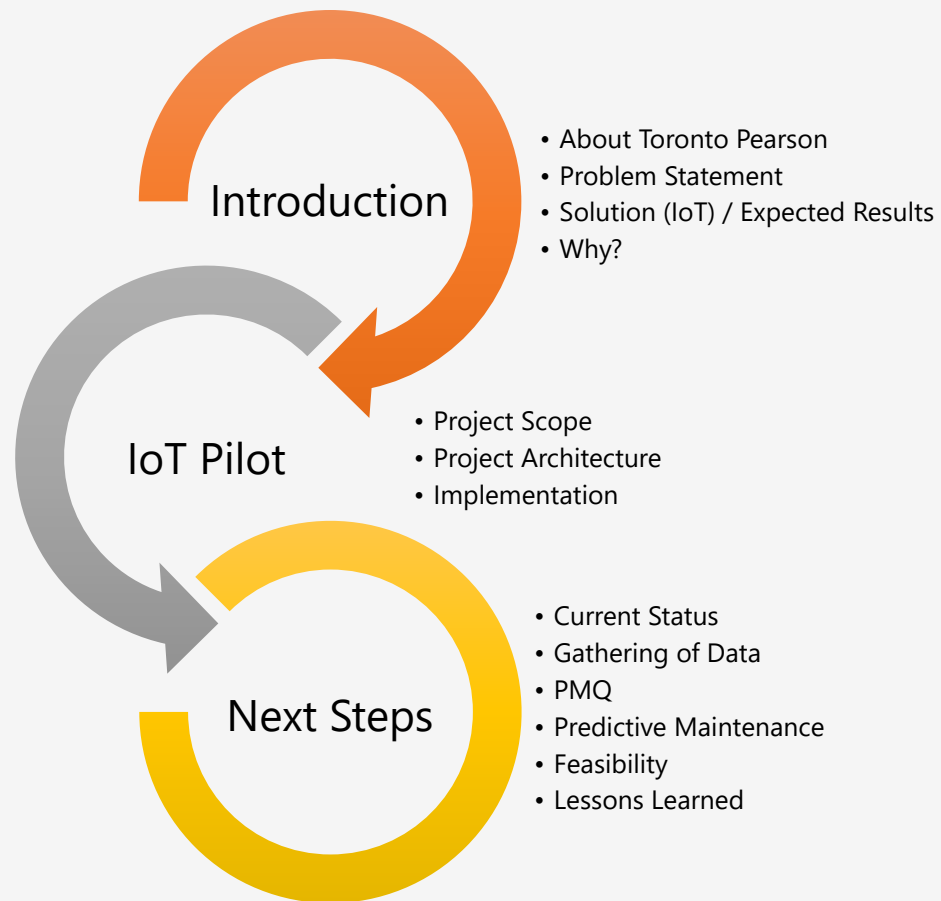 Introduction
• About Toronto Pearson
• Problem Statement
• Solution (IoT) / Expected Results
• Why?
IoT Pilot
• Project Scope
• Project Architecture
• Implementation
Next Steps
• Current Status
• Gathering of Data
• PMQ
• Predictive Maintenance
• Feasibility
• Lessons Learned